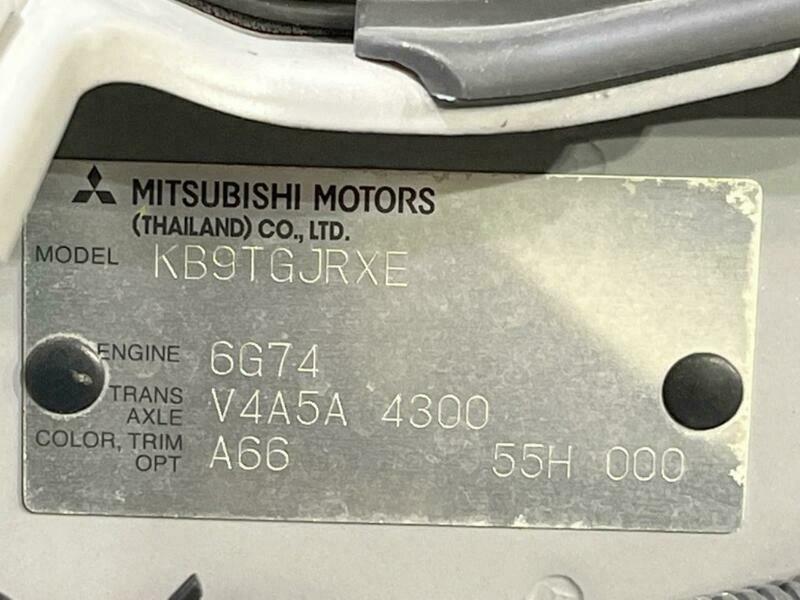 MITSUBISHI MOTORS
(THAILAND) CO., LTD.
MODEL KB9TGJRXE
ENGINE 6G74
TRANS
AXLE V4A5A 4300
COLOR, TRIM
OPT A66 55H 000